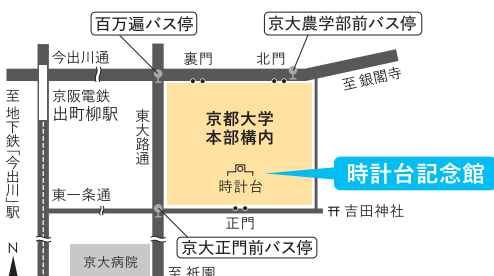 百万遍バス停
京大農学部前バス停
今出川通
裏門
北門
至 銀閣寺
京阪電鉄
出町柳駅
至 地下鉄「今出川」駅
東大路通
京都大学
本部構内
時計台
時計台記念館
東一条通
正門
吉田神社
京大正門前バス停
N
京大病院
至 祇園